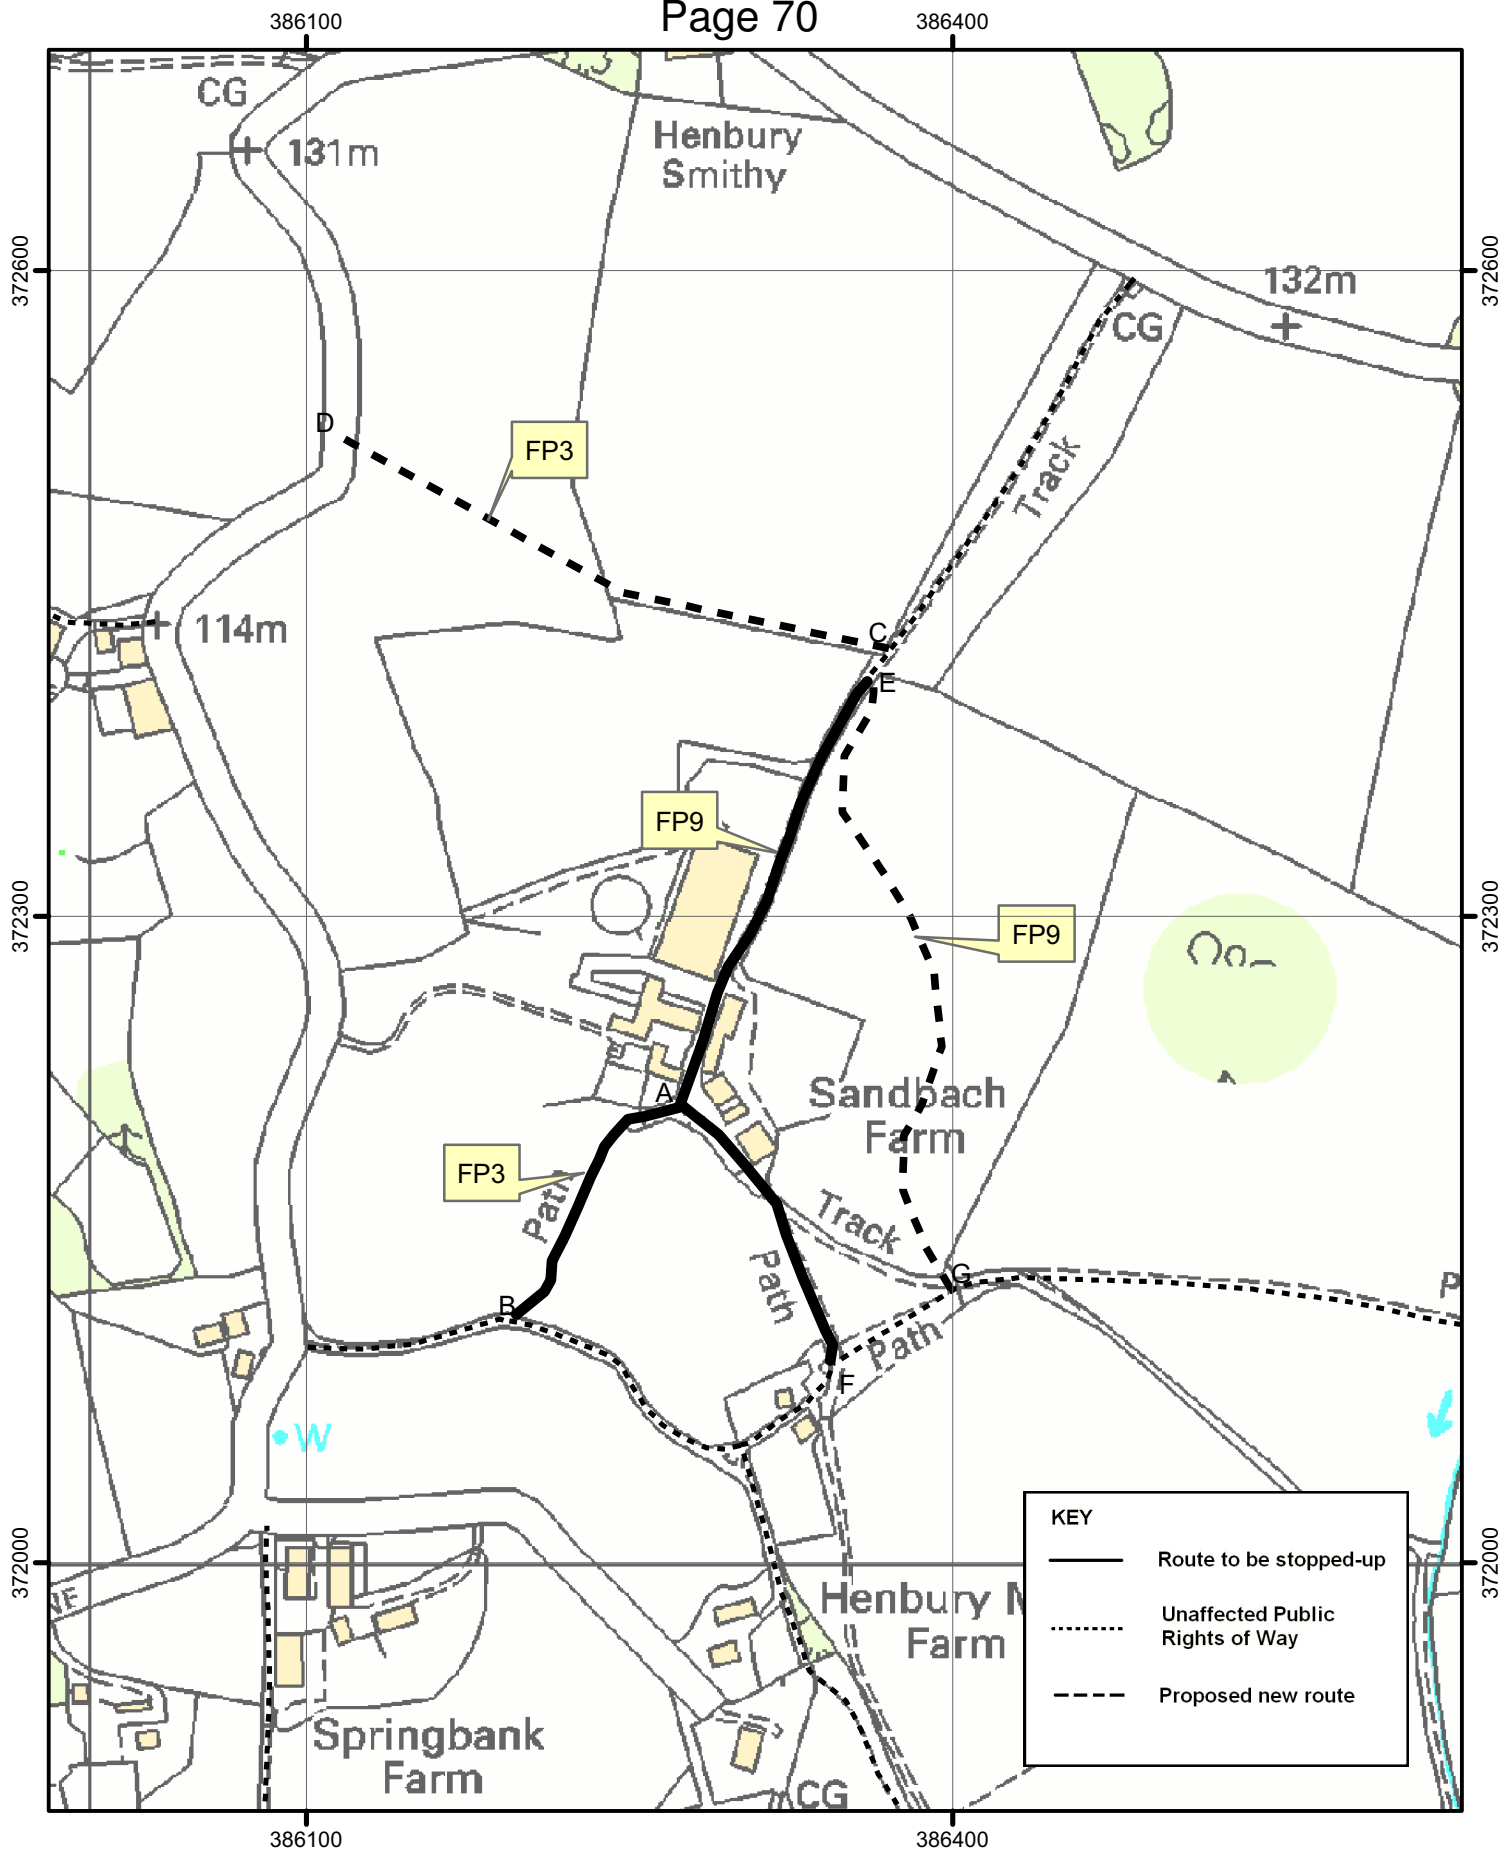 386100
Page 70
386400
CG
131m
Henbury
Smithy
372600
372600
132m
CG
D
FP3
Track
C
114m
E
FP9
372300
372300
FP9
A
Sandbach
Farm
FP3
Path
Track
Path
G
P
B
Path
F
W
KEY
Route to be stopped-up
Unaffected Public
Rights of Way
Proposed new route
372000
372000
Henbury M
Farm
Springbank
Farm
CG
386100
386400